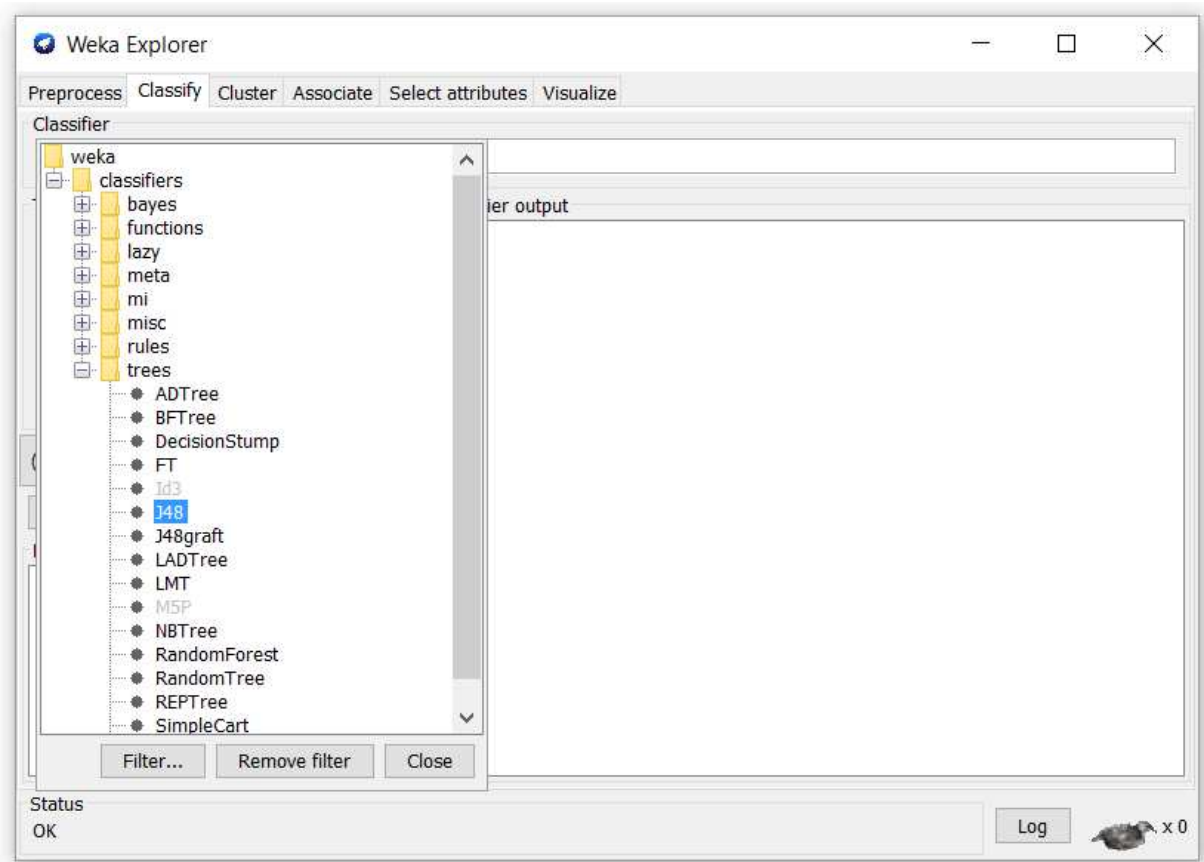 Weka Explorer
Preprocess Classify Cluster Associate Select attributes Visualize
Classifier
weka
classifiers
bayes
functions
lazy
meta
mi
misc
rules
trees
ADTree
BFTree
DecisionStump
FT
Id3
J48
J48graft
LADTree
LMT
M5P
NBTree
RandomForest
RandomTree
REPTree
SimpleCart
Filter... Remove filter Close
ier output
Status
OK
Log x 0